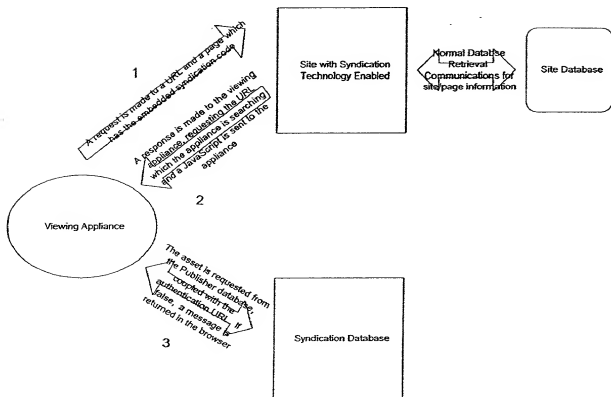 1
A request is made to a URL and a page which
has the embedded syndication code
Site with Syndication
Technology Enabled
Normal Databse
Retrieval
Communications for
site/page information
Site Database
A response is made to the viewing
appliance, requesting the URL
which the appliance is searching
and a JavaScript is sent to the
appliance
2
Viewing Appliance
The asset is requested from
the Publisher database,
coopted with the
authentication URL. If
false, a message is
returned in the browser
3
Syndication Database